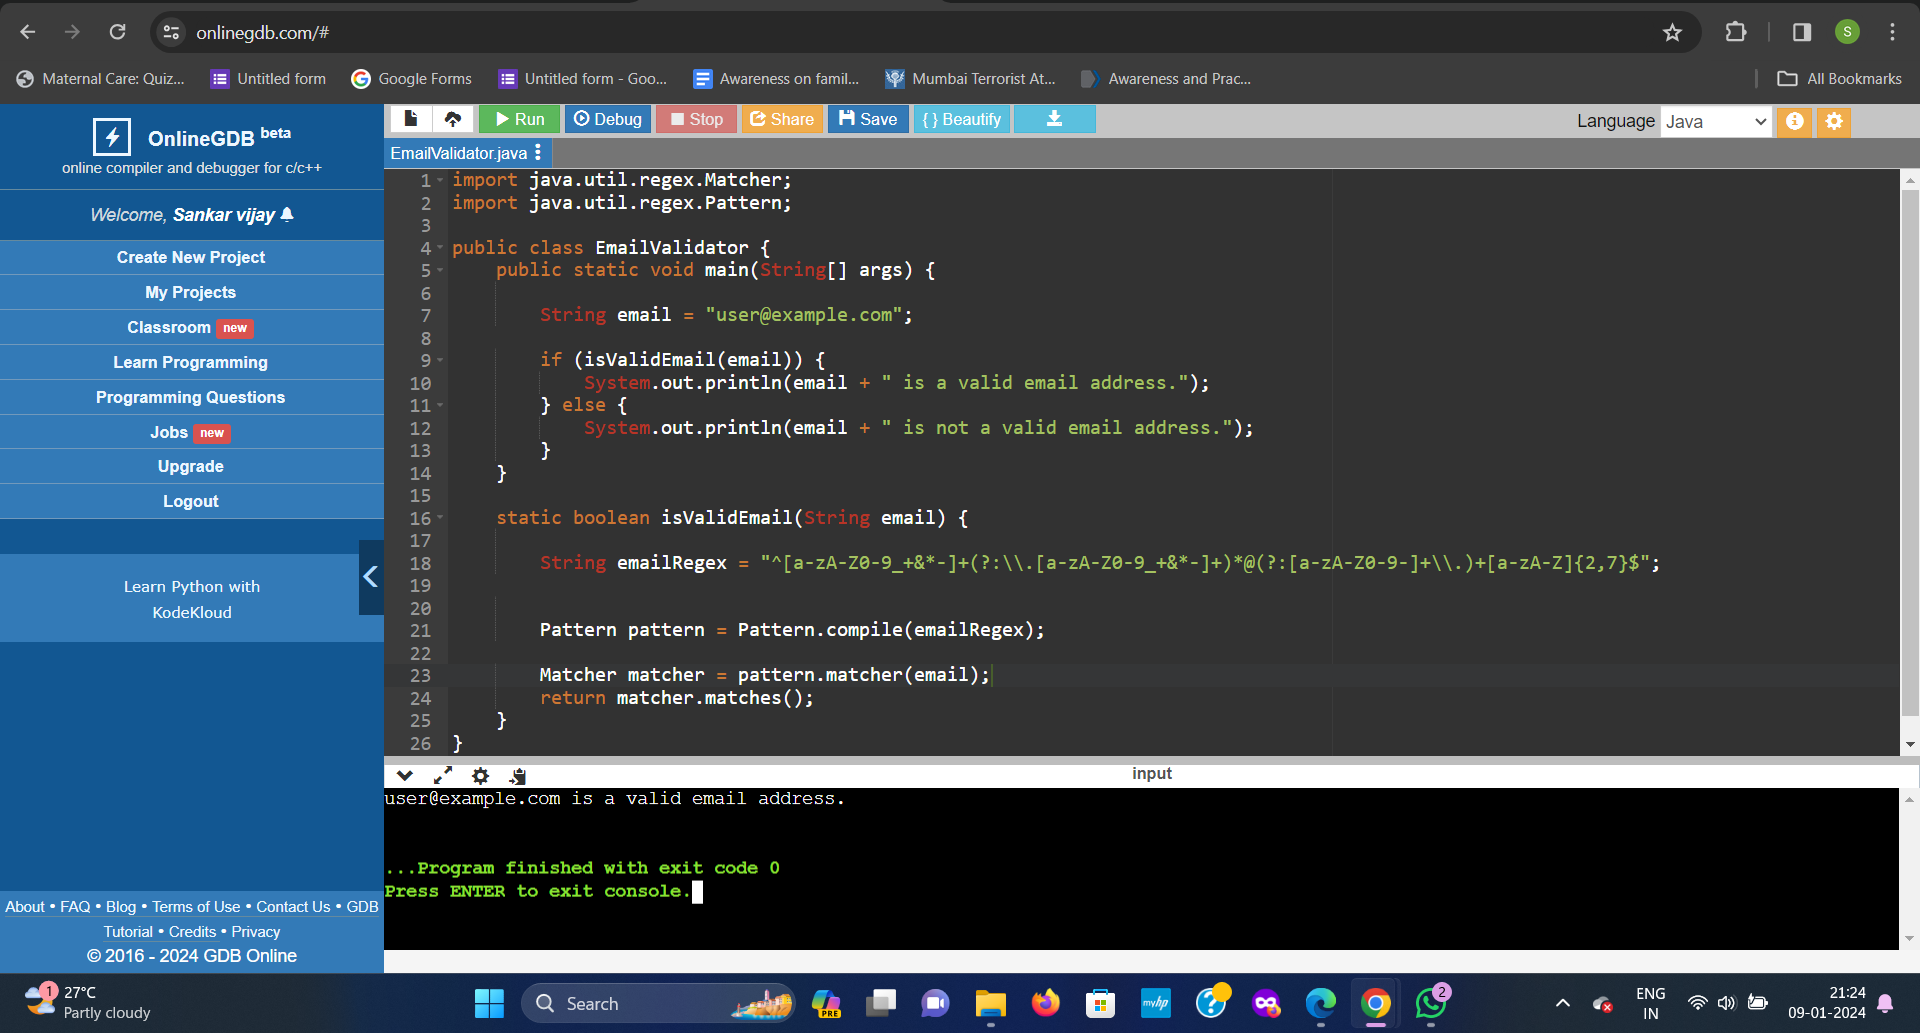 onlinegdb.com/#
S
Maternal Care: Quiz...
Untitled form
Google Forms
Untitled form - Goo...
Awareness on famil...
Mumbai Terrorist At...
Awareness and Prac...
All Bookmarks
OnlineGDB beta
online compiler and debugger for c/c++
Welcome, Sankar vijay
Create New Project
My Projects
Classroom new
Learn Programming
Programming Questions
Jobs new
Upgrade
Logout
Learn Python with
KodeKloud
About • FAQ • Blog • Terms of Use • Contact Us • GDB
Tutorial • Credits • Privacy
© 2016 - 2024 GDB Online
Run
Debug
Stop
Share
Save
{ } Beautify
Language Java
EmailValidator.java
1 import java.util.regex.Matcher;
2 import java.util.regex.Pattern;
3
4 public class EmailValidator {
5 public static void main(String[] args) {
6
7 String email = "user@example.com";
8
9 if (isValidEmail(email)) {
10 System.out.println(email + " is a valid email address.");
11 } else {
12 System.out.println(email + " is not a valid email address.");
13 }
14 }
15
16 static boolean isValidEmail(String email) {
17
18 String emailRegex = "^[a-zA-Z0-9_+&*-]+(?:\\.[a-zA-Z0-9_+&*-]+)*@(?:[a-zA-Z0-9-]+\\.)+[a-zA-Z]{2,7}$";
19
20
21 Pattern pattern = Pattern.compile(emailRegex);
22
23 Matcher matcher = pattern.matcher(email);
24 return matcher.matches();
25 }
26 }
input
user@example.com is a valid email address.
...Program finished with exit code 0
Press ENTER to exit console.
1
27°C
Partly cloudy
Search
PRE
myhp
2
ENG
IN
21:24
09-01-2024